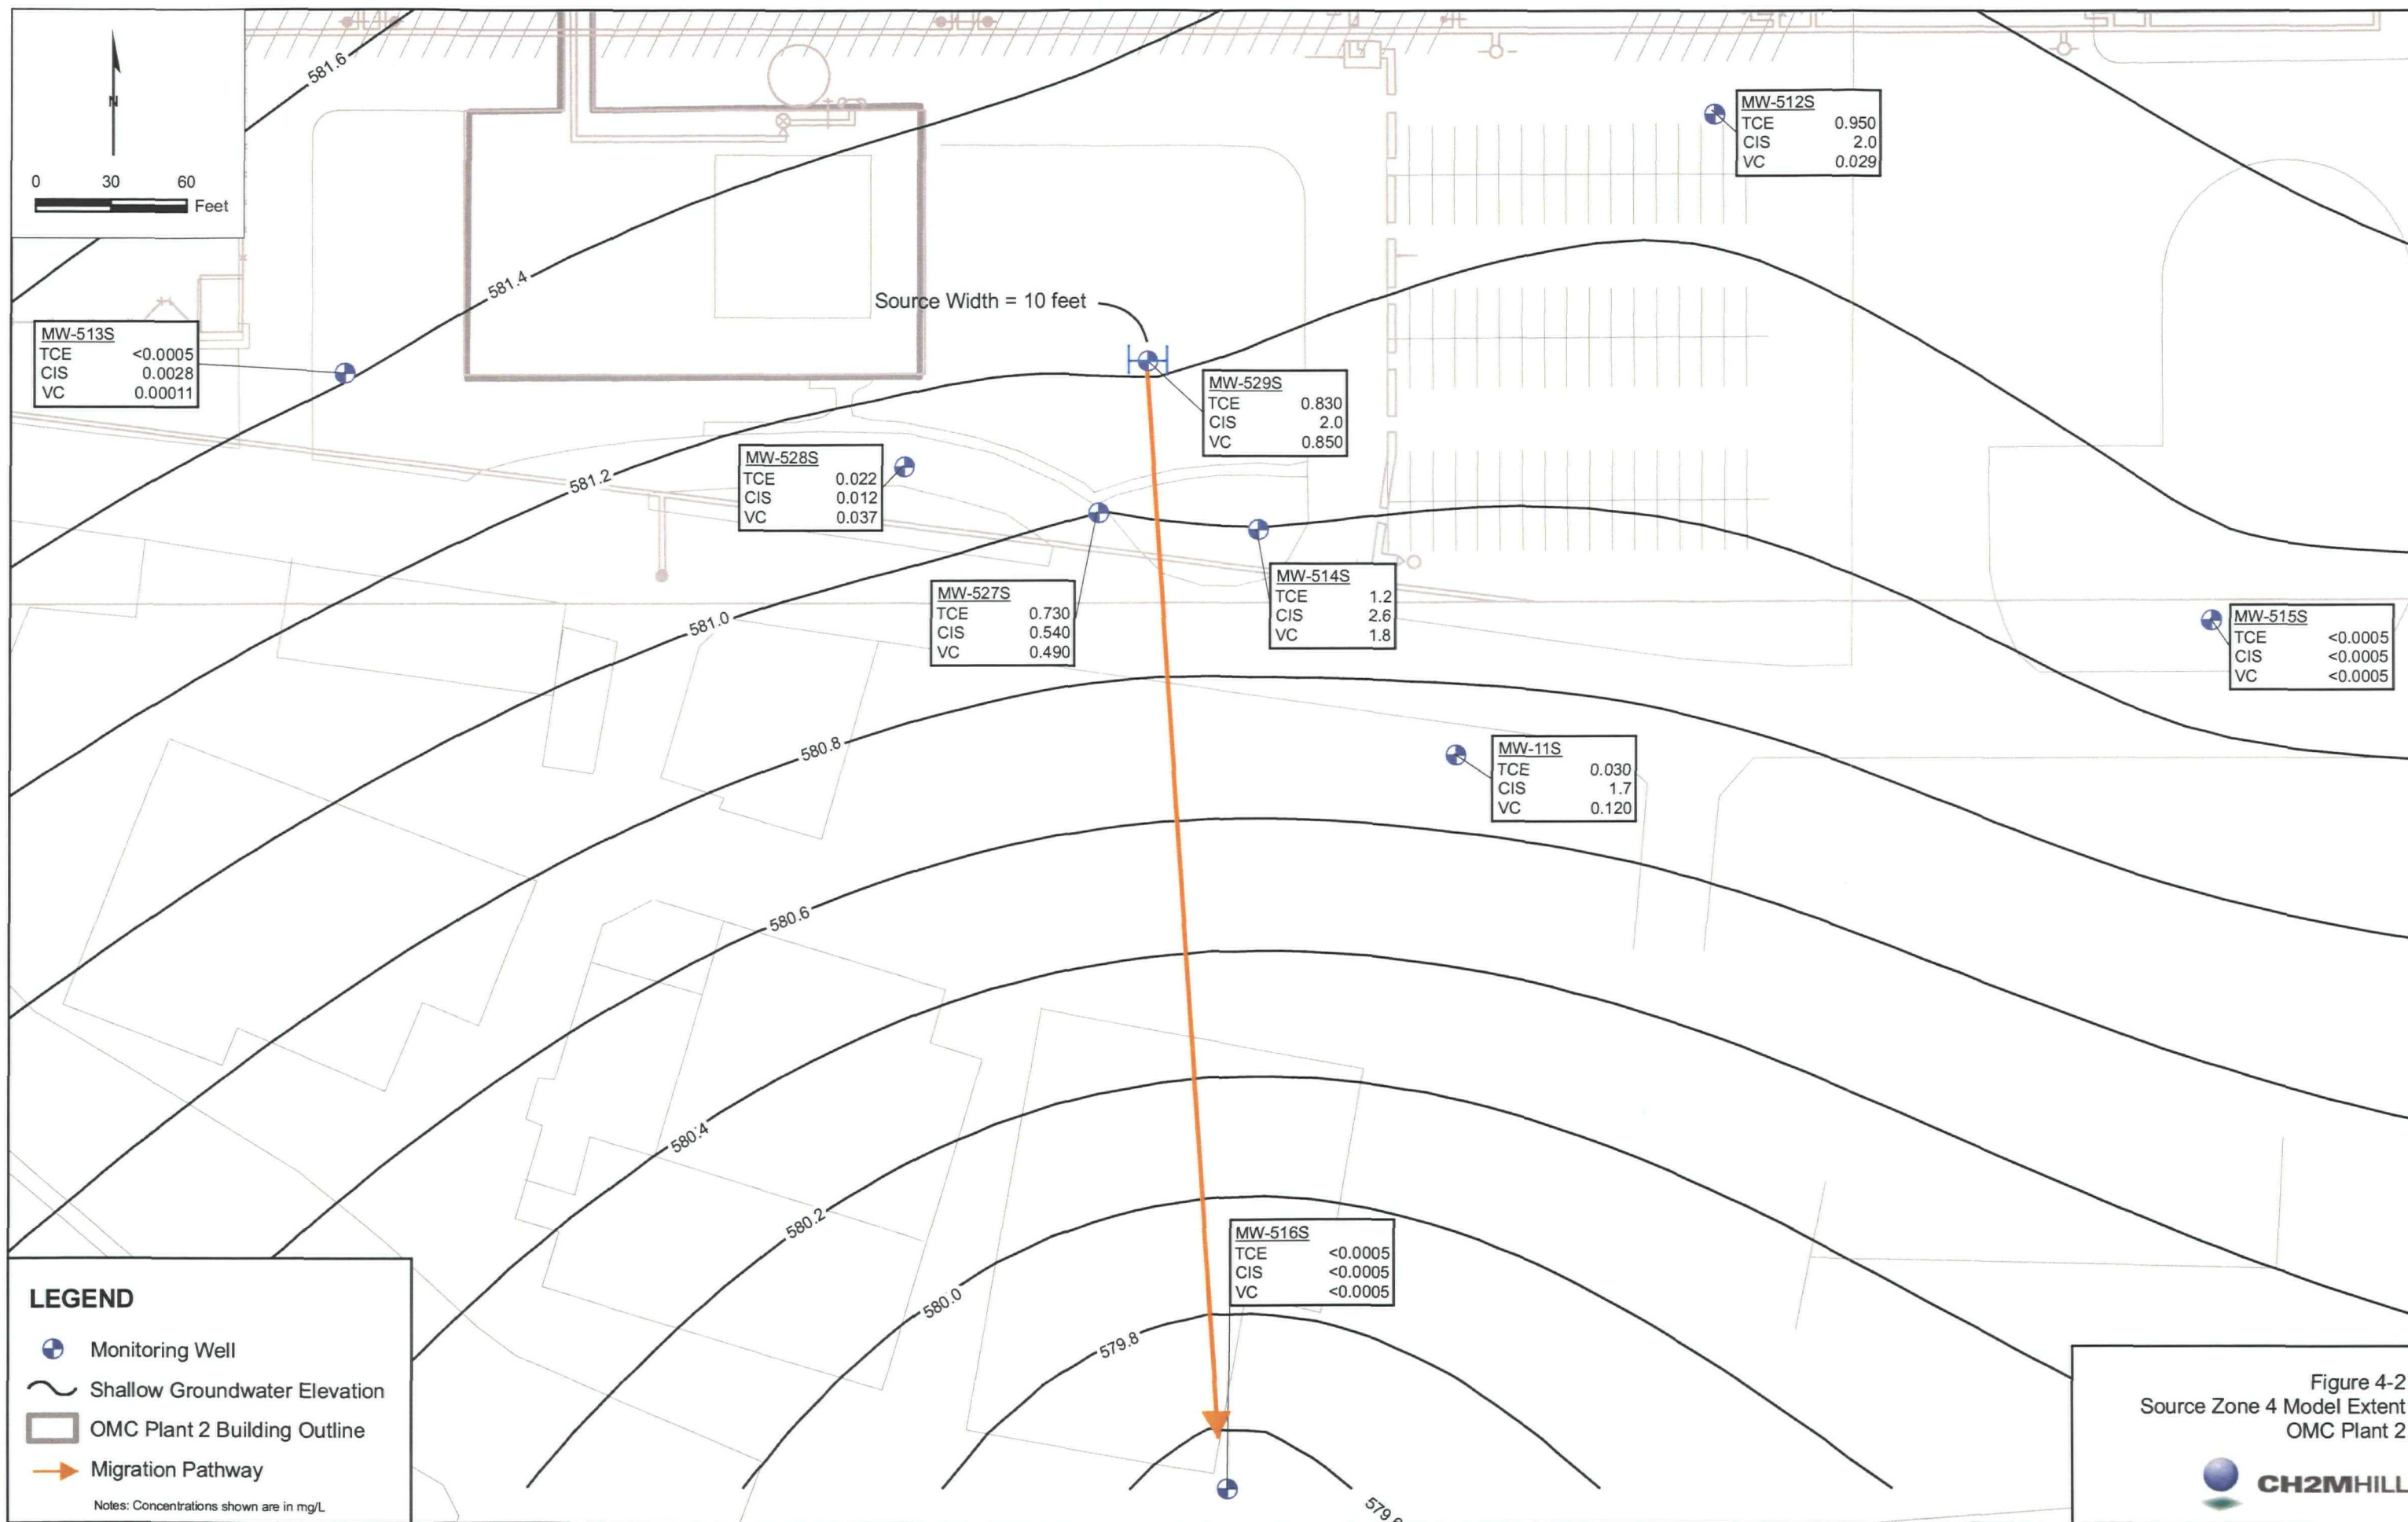 581.6
N
0 30 60
Feet
MW-512S
TCE 0.950
CIS 2.0
VC 0.029
581.4
Source Width = 10 feet
MW-513S
TCE <0.0005
CIS 0.0028
VC 0.00011
MW-529S
TCE 0.830
CIS 2.0
VC 0.850
MW-528S
TCE 0.022
CIS 0.012
VC 0.037
581.2
MW-527S
TCE 0.730
CIS 0.540
VC 0.490
MW-514S
TCE 1.2
CIS 2.6
VC 1.8
581.0
MW-515S
TCE <0.0005
CIS <0.0005
VC <0.0005
580.8
MW-11S
TCE 0.030
CIS 1.7
VC 0.120
580.6
580.4
580.2
MW-516S
TCE <0.0005
CIS <0.0005
VC <0.0005
580.0
579.8
LEGEND
Monitoring Well
Shallow Groundwater Elevation
OMC Plant 2 Building Outline
Migration Pathway
Notes: Concentrations shown are in mg/L
Figure 4-2
Source Zone 4 Model Extent
OMC Plant 2
CH2MHILL